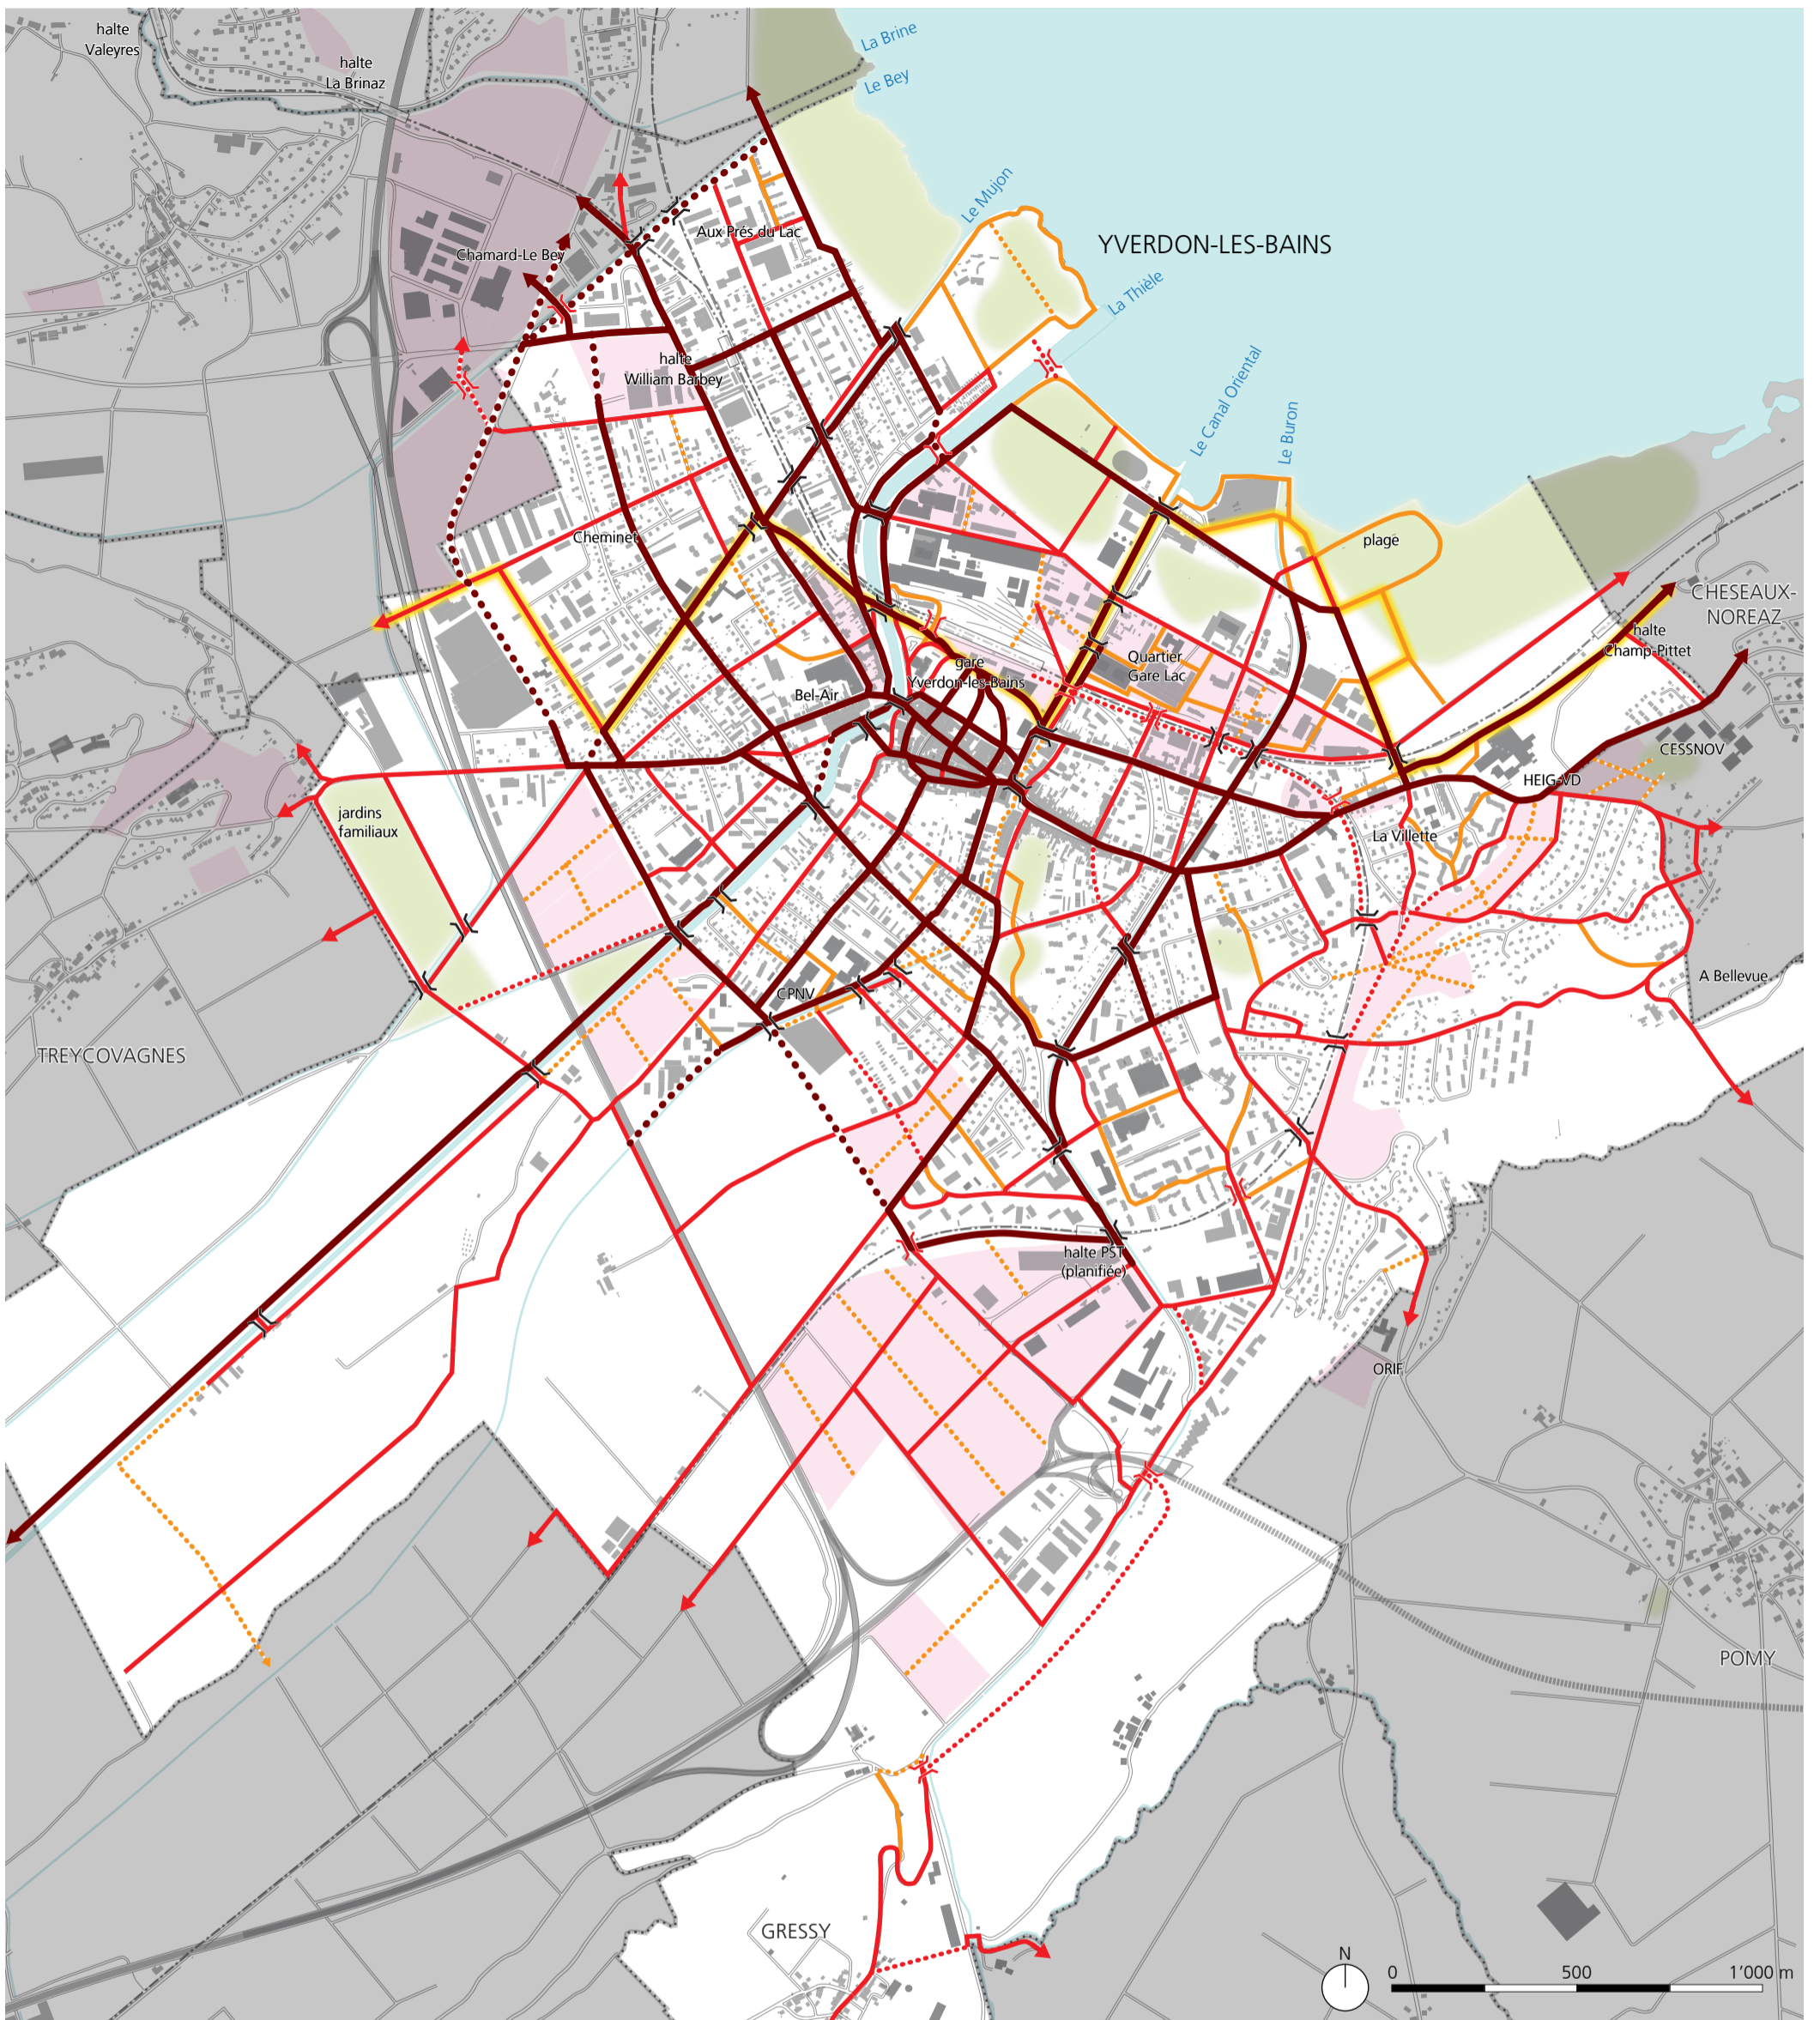 halte
Valeyres
halte
La Brinaz
La Brine
Le Bey
Le Mujon
YVERDON-LES-BAINS
Aux Prés du Lac
Chamard-Le Bey
La Thièle
halte
William Barbey
Le Canal Oriental
Le Buron
Cheminet
plage
CHESEAUX-
NOREAZ
halte
Champ-Pittet
Quartier
Gare Lac
gare
Yverdon-les-Bains
Bel-Air
CESSNOV
HEIG-VD
jardins
familiaux
La Villette
A Bellevue
CPNV
TREYCOVAGNES
halte PST
(planifiée)
ORIF
POMY
GRESSY
N
0 500 1'000 m